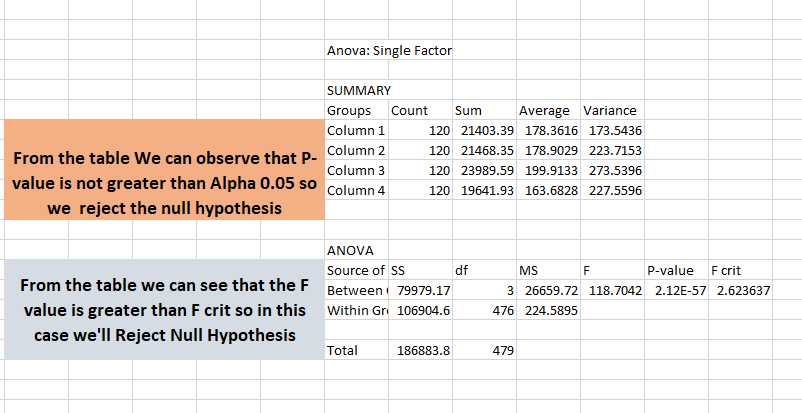 Anova: Single Factor
SUMMARY
Groups Count Sum Average Variance
Column 1 120 21403.39 178.3616 173.5436
Column 2 120 21468.35 178.9029 223.7153
Column 3 120 23989.59 199.9133 273.5396
Column 4 120 19641.93 163.6828 227.5596
From the table We can observe that P-
value is not greater than Alpha 0.05 so
we reject the null hypothesis
ANOVA
Source of SS df MS F P-value F crit
Between 79979.17 3 26659.72 118.7042 2.12E-57 2.623637
Within Gr 106904.6 476 224.5895
Total 186883.8 479
From the table we can see that the F
value is greater than F crit so in this
case we'll Reject Null Hypothesis